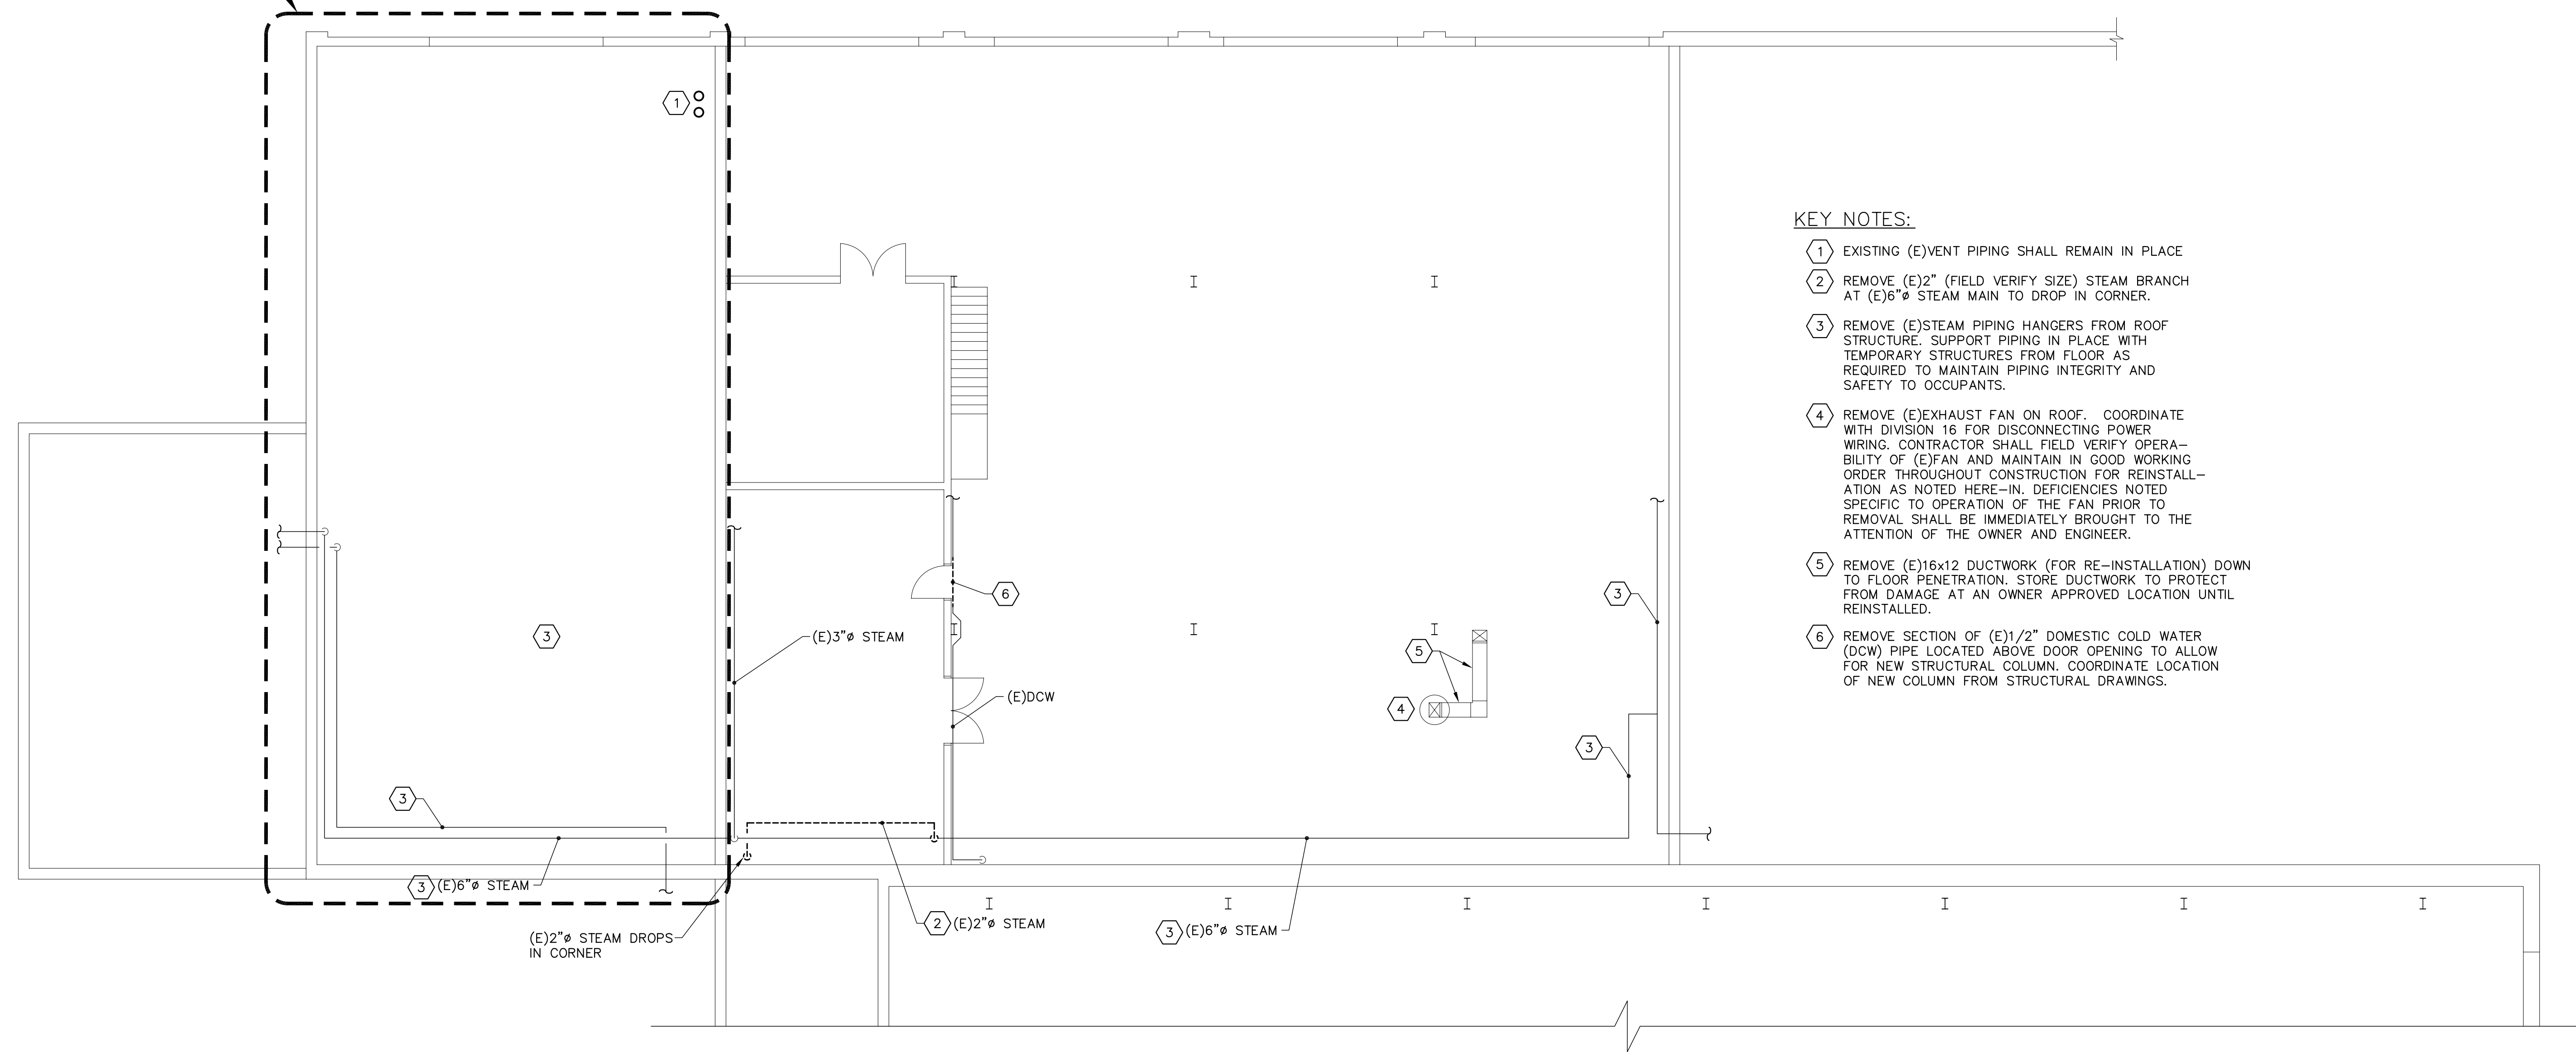 1
3
(E)3"ø STEAM
6
(E)DCW
5
4
3
3
3
3 (E)6"ø STEAM
(E)2"ø STEAM DROPS
IN CORNER
2 (E)2"ø STEAM
3 (E)6"ø STEAM
KEY NOTES:
1 EXISTING (E)VENT PIPING SHALL REMAIN IN PLACE
2 REMOVE (E)2" (FIELD VERIFY SIZE) STEAM BRANCH
AT (E)6"ø STEAM MAIN TO DROP IN CORNER.
3 REMOVE (E)STEAM PIPING HANGERS FROM ROOF
STRUCTURE. SUPPORT PIPING IN PLACE WITH
TEMPORARY STRUCTURES FROM FLOOR AS
REQUIRED TO MAINTAIN PIPING INTEGRITY AND
SAFETY TO OCCUPANTS.
4 REMOVE (E)EXHAUST FAN ON ROOF. COORDINATE
WITH DIVISION 16 FOR DISCONNECTING POWER
WIRING. CONTRACTOR SHALL FIELD VERIFY OPERA-
BILITY OF (E)FAN AND MAINTAIN IN GOOD WORKING
ORDER THROUGHOUT CONSTRUCTION FOR REINSTALL-
ATION AS NOTED HERE-IN. DEFICIENCIES NOTED
SPECIFIC TO OPERATION OF THE FAN PRIOR TO
REMOVAL SHALL BE IMMEDIATELY BROUGHT TO THE
ATTENTION OF THE OWNER AND ENGINEER.
5 REMOVE (E)16x12 DUCTWORK (FOR RE-INSTALLATION) DOWN
TO FLOOR PENETRATION. STORE DUCTWORK TO PROTECT
FROM DAMAGE AT AN OWNER APPROVED LOCATION UNTIL
REINSTALLED.
6 REMOVE SECTION OF (E)1/2" DOMESTIC COLD WATER
(DCW) PIPE LOCATED ABOVE DOOR OPENING TO ALLOW
FOR NEW STRUCTURAL COLUMN. COORDINATE LOCATION
OF NEW COLUMN FROM STRUCTURAL DRAWINGS.